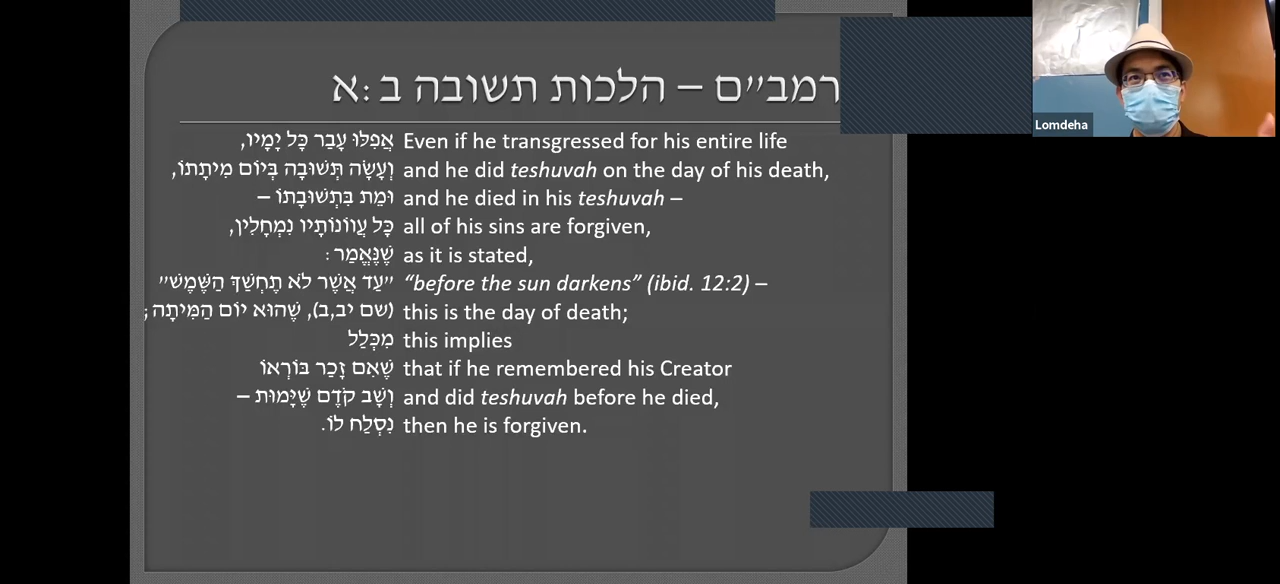 רמב״ם – הלכות תשובה ב:א
אֲפִלּוּ עָבַר כָּל יָמָיו, Even if he transgressed for his entire life
וְעָשָׂה תְּשׁוּבָה בְּיוֹם מִיתָתוֹ, and he did teshuvah on the day of his death,
וּמֵת בִּתְשׁוּבָתוֹ – and he died in his teshuvah –
כָּל עֲווֹנוֹתָיו נִמְחָלִין, all of his sins are forgiven,
שֶׁנֶּאֱמַר: as it is stated,
״עַד אֲשֶׁר לֹא תֶחְשַׁךְ הַשֶּׁמֶשׁ״ “before the sun darkens” (ibid. 12:2) –
(שם יב,ב), שֶׁהוּא יוֹם הַמִּיתָה; this is the day of death;
מִכְּלַל this implies
שֶׁאִם זָכַר בּוֹרְאוֹ that if he remembered his Creator
וְשָׁב קֹדֶם שֶׁיָּמוּת – and did teshuvah before he died,
נִסְלַח לוֹ. then he is forgiven.
Lomdeha